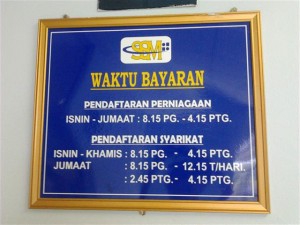 SSM
WAKTU BAYARAN
PENDAFTARAN PERNIAGAAN
ISNIN - JUMAAT : 8.15 PG. - 4.15 PTG.
PENDAFTARAN SYARIKAT
ISNIN - KHAMIS : 8.15 PG. - 4.15 PTG.
JUMAAT : 8.15 PG. - 12.15 T/HARI.
: 2.45 PTG. - 4.15 PTG.